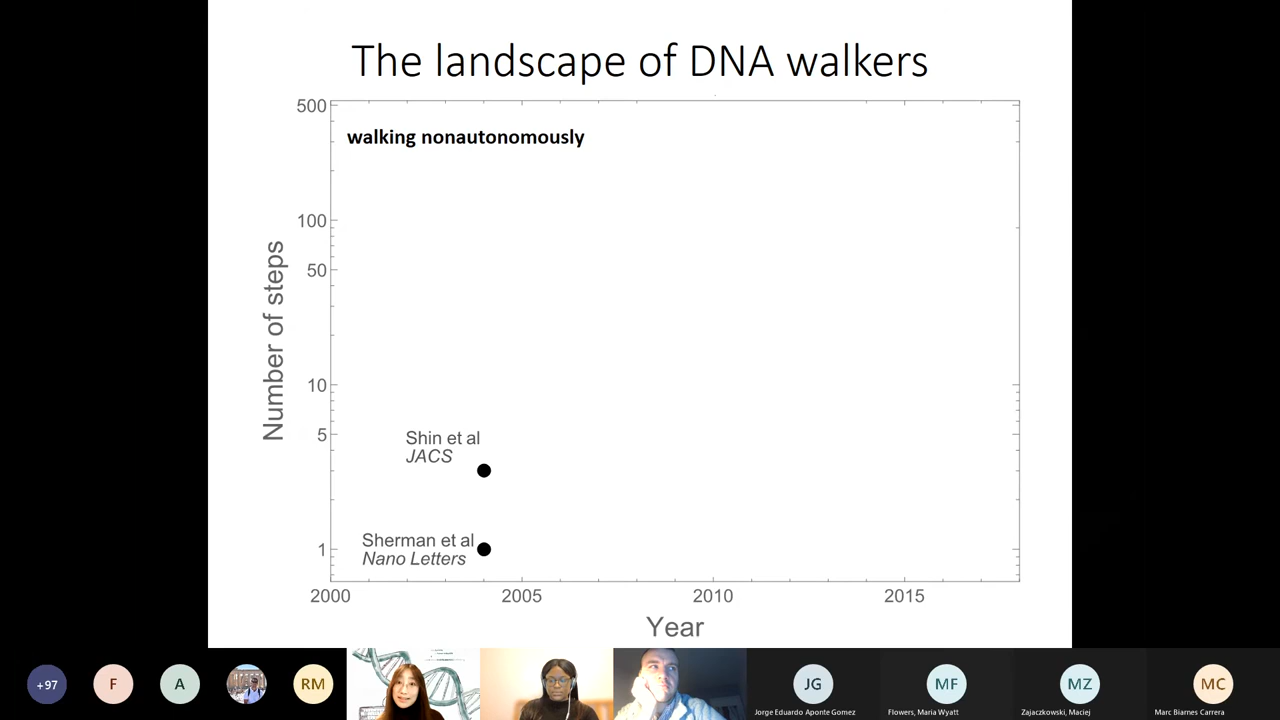 The landscape of DNA walkers
500
walking nonautonomously
100
50
Number of steps
10
5
Shin et al
JACS
1
Sherman et al
Nano Letters
2000
2005
2010
2015
Year
+97
F
A
RM
JG
MF
MZ
MC
Jorge Eduardo Aponte Gomez
Flowers, Maria Wyatt
Zajaczkowski, Maciej
Marc Biarnes Carrera